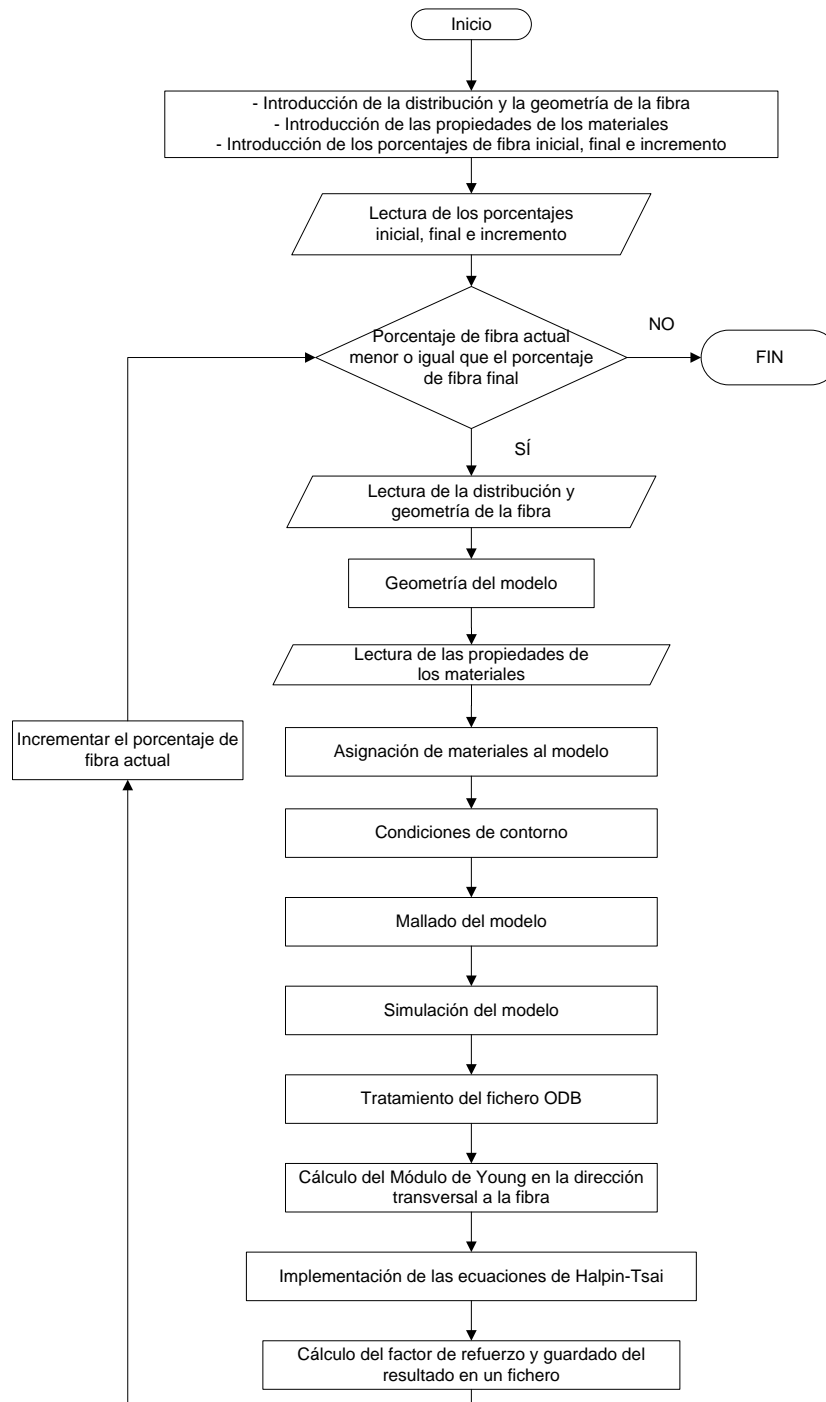 Inicio
- Introducción de la distribución y la geometría de la fibra
- Introducción de las propiedades de los materiales
- Introducción de los porcentajes de fibra inicial, final e incremento
Lectura de los porcentajes
inicial, final e incremento
Porcentaje de fibra actual
menor o igual que el porcentaje
de fibra final
NO
FIN
SÍ
Lectura de la distribución y
geometría de la fibra
Geometría del modelo
Lectura de las propiedades de
los materiales
Incrementar el porcentaje de
fibra actual
Asignación de materiales al modelo
Condiciones de contorno
Mallado del modelo
Simulación del modelo
Tratamiento del fichero ODB
Cálculo del Módulo de Young en la dirección
transversal a la fibra
Implementación de las ecuaciones de Halpin-Tsai
Cálculo del factor de refuerzo y guardado del
resultado en un fichero